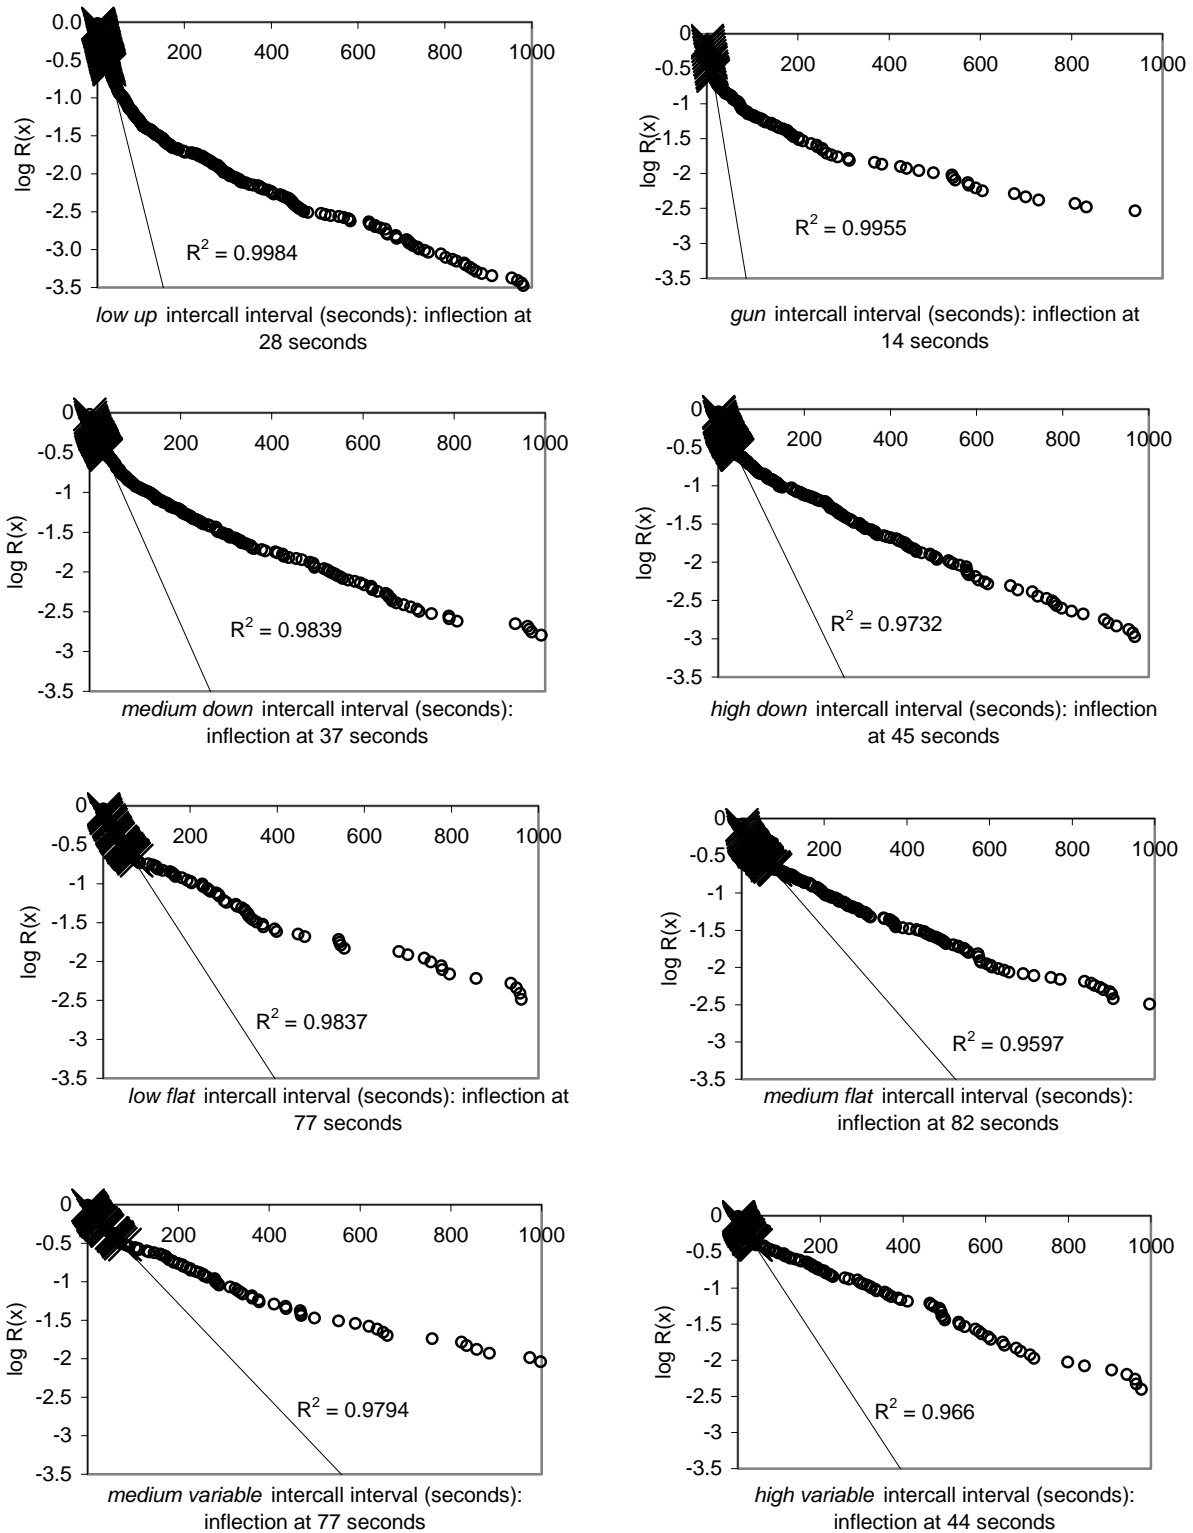 0.0
200 400 600 800 1000
-0.5
-1.0
-1.5
-2.0
-2.5
-3.0
-3.5
log R(x)
R² = 0.9984
low up intercall interval (seconds): inflection at
28 seconds
0
200 400 600 800 1000
-0.5
-1
-1.5
-2
-2.5
-3
-3.5
log R(x)
R² = 0.9955
gun intercall interval (seconds): inflection at
14 seconds
0
200 400 600 800 1000
-0.5
-1
-1.5
-2
-2.5
-3
-3.5
log R(x)
R² = 0.9839
medium down intercall interval (seconds):
inflection at 37 seconds
0
200 400 600 800 1000
-0.5
-1
-1.5
-2
-2.5
-3
-3.5
log R(x)
R² = 0.9732
high down intercall interval (seconds): inflection
at 45 seconds
0
200 400 600 800 1000
-0.5
-1
-1.5
-2
-2.5
-3
-3.5
log R(x)
R² = 0.9837
low flat intercall interval (seconds): inflection at
77 seconds
0
200 400 600 800 1000
-0.5
-1
-1.5
-2
-2.5
-3
-3.5
log R(x)
R² = 0.9597
medium flat intercall interval (seconds):
inflection at 82 seconds
0
200 400 600 800 1000
-0.5
-1
-1.5
-2
-2.5
-3
-3.5
log R(x)
R² = 0.9794
medium variable intercall interval (seconds):
inflection at 77 seconds
0
200 400 600 800 1000
-0.5
-1
-1.5
-2
-2.5
-3
-3.5
log R(x)
R² = 0.966
high variable intercall interval (seconds):
inflection at 44 seconds